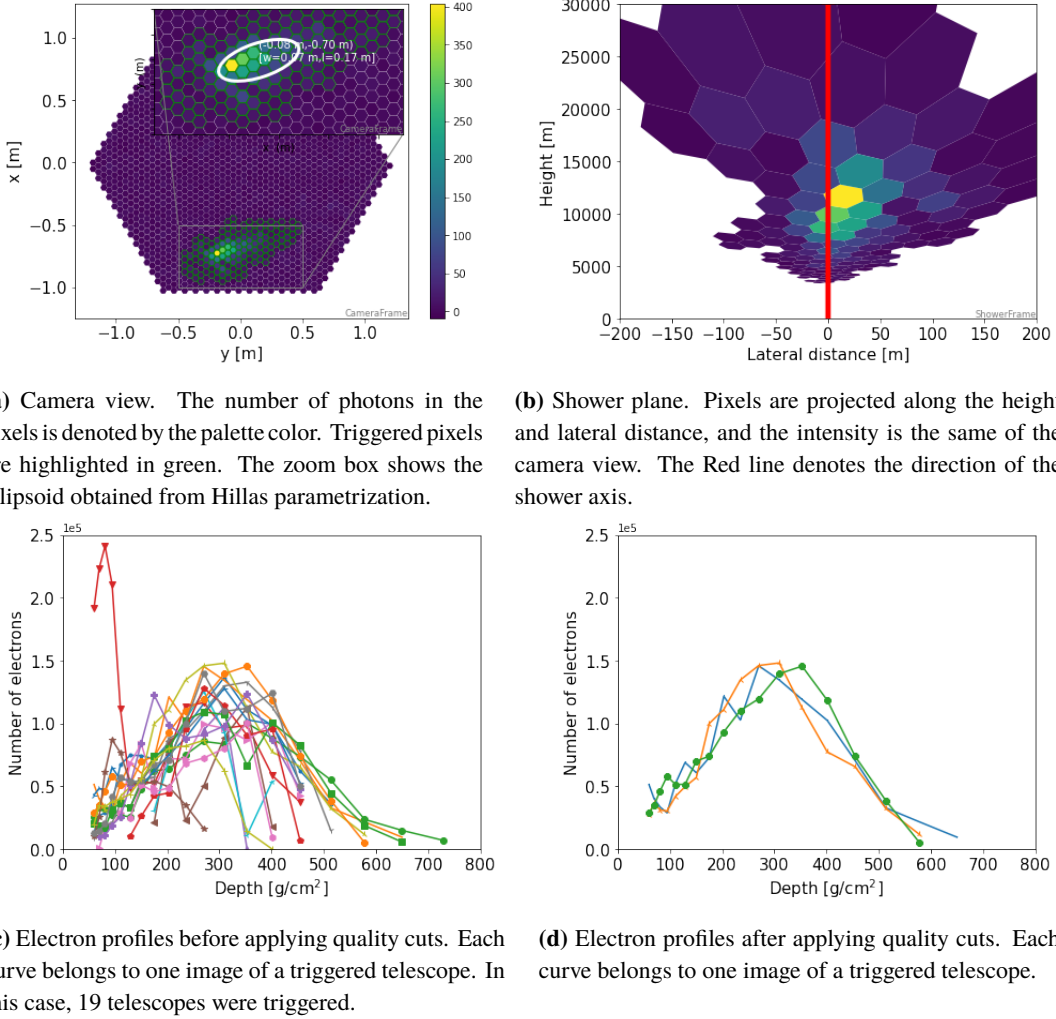 400
350
300
250
200
150
100
50
0
1.0
0.5
0.0
−0.5
−1.0
x [m]
(-0.08 m,-0.70 m)
[w=0.07 m,l=0.17 m]
(m)
CameraFrame
(m)
CameraFrame
−1.0 −0.5 0.0 0.5 1.0
y [m]
30000
25000
20000
15000
10000
5000
0
Height [m]
ShowerFrame
−200 −150 −100 −50 0 50 100 150 200
Lateral distance [m]
) Camera view. The number of photons in the
ixels is denoted by the palette color. Triggered pixels
re highlighted in green. The zoom box shows the
lipsoid obtained from Hillas parametrization.
(b) Shower plane. Pixels are projected along the height
and lateral distance, and the intensity is the same of the
camera view. The Red line denotes the direction of the
shower axis.
1e5
2.5
2.0
1.5
1.0
0.5
0.0
Number of electrons
0 100 200 300 400 500 600 700 800
Depth [g/cm²]
1e5
2.5
2.0
1.5
1.0
0.5
0.0
Number of electrons
0 100 200 300 400 500 600 700 800
Depth [g/cm²]
) Electron profiles before applying quality cuts. Each
urve belongs to one image of a triggered telescope. In
his case, 19 telescopes were triggered.
(d) Electron profiles after applying quality cuts. Each
curve belongs to one image of a triggered telescope.